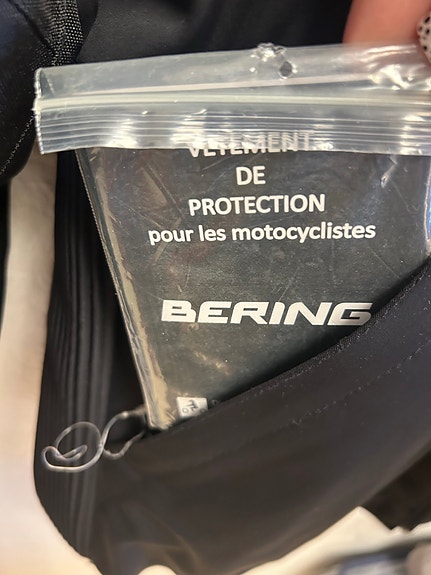 VÊTEMENT
DE
PROTECTION
pour les motocyclistes
BERING